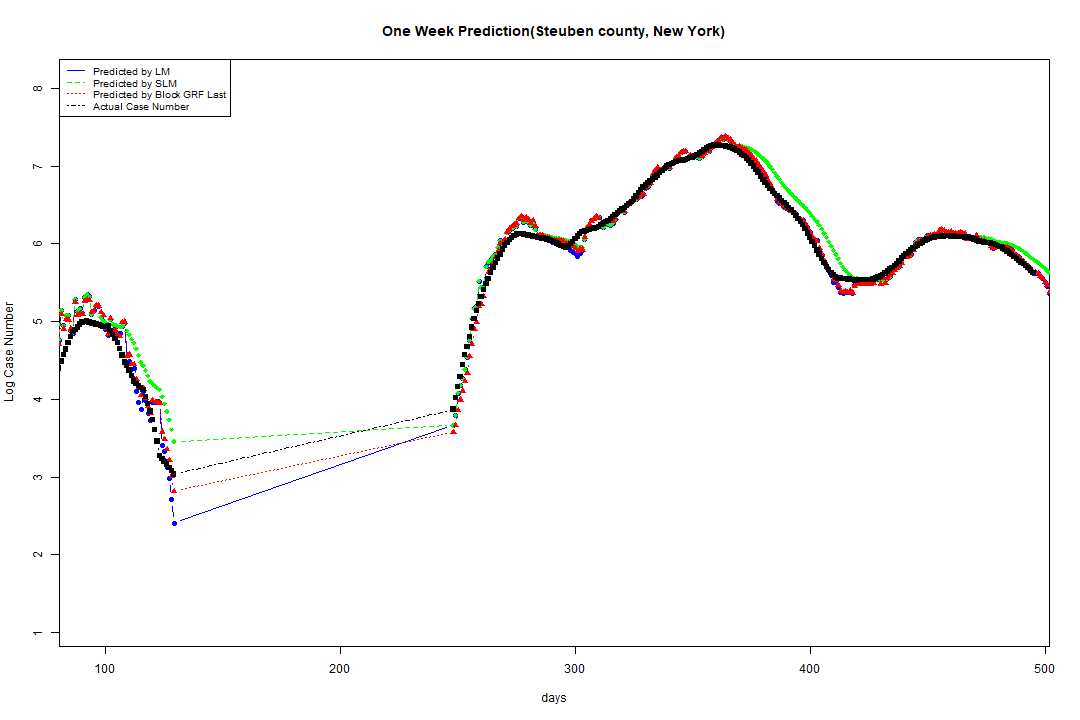 One Week Prediction(Steuben county, New York)
Predicted by LM
Predicted by SLM
Predicted by Block GRF Last
Actual Case Number
8
7
6
5
4
3
2
1
Log Case Number
100 200 300 400 500
days